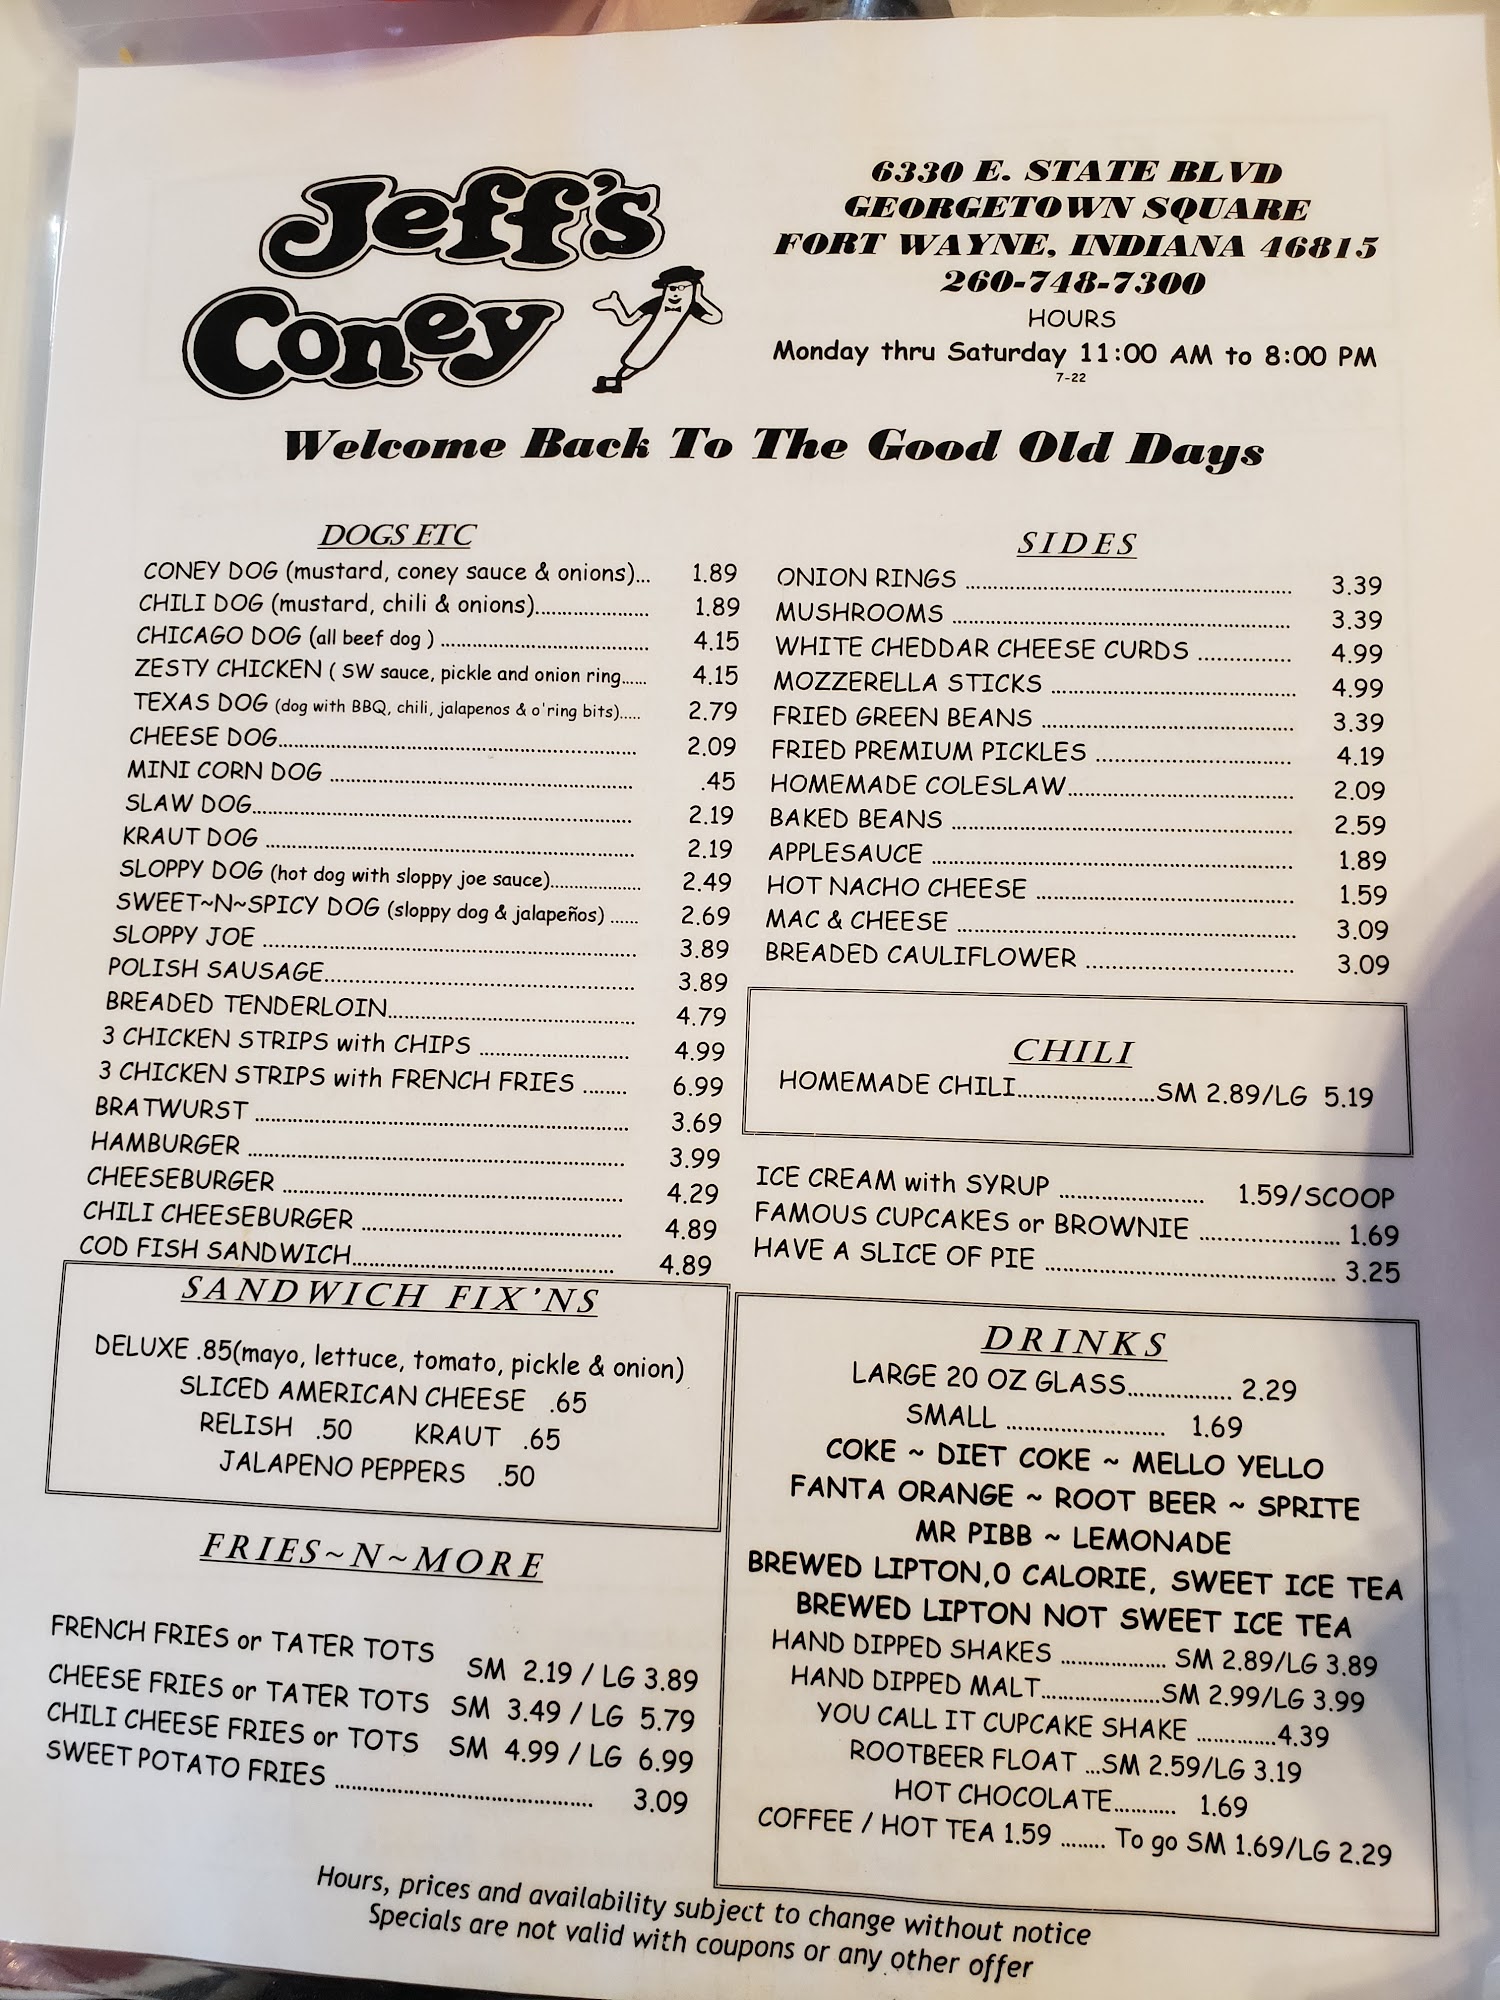 Jeff's
Coney
6330 E. STATE BLVD
GEORGETOWN SQUARE
FORT WAYNE, INDIANA 46815
260-748-7300
HOURS
Monday thru Saturday 11:00 AM to 8:00 PM
7-22
Welcome Back To The Good Old Days
DOGS ETC
CONEY DOG (mustard, coney sauce & onions)... 1.89
CHILI DOG (mustard, chili & onions)..................... 1.89
CHICAGO DOG (all beef dog ) ...................................... 4.15
ZESTY CHICKEN ( SW sauce, pickle and onion ring...... 4.15
TEXAS DOG (dog with BBQ, chili, jalapenos & o'ring bits)..... 2.79
CHEESE DOG.................................................................. 2.09
MINI CORN DOG ........................................................ .45
SLAW DOG...................................................................... 2.19
KRAUT DOG .................................................................... 2.19
SLOPPY DOG (hot dog with sloppy joe sauce)................... 2.49
SWEET~N~SPICY DOG (sloppy dog & jalapeños) ...... 2.69
SLOPPY JOE .................................................................... 3.89
POLISH SAUSAGE......................................................... 3.89
BREADED TENDERLOIN............................................. 4.79
3 CHICKEN STRIPS with CHIPS ........................... 4.99
3 CHICKEN STRIPS with FRENCH FRIES ........ 6.99
BRATWURST .................................................................... 3.69
HAMBURGER .................................................................... 3.99
CHEESEBURGER .............................................................. 4.29
CHILI CHEESEBURGER ................................................ 4.89
COD FISH SANDWICH................................................ 4.89
SANDWICH FIX'NS
DELUXE .85(mayo, lettuce, tomato, pickle & onion)
SLICED AMERICAN CHEESE .65
RELISH .50 KRAUT .65
JALAPENO PEPPERS .50
FRIES~N~MORE
FRENCH FRIES or TATER TOTS SM 2.19 / LG 3.89
CHEESE FRIES or TATER TOTS SM 3.49 / LG 5.79
CHILI CHEESE FRIES or TOTS SM 4.99 / LG 6.99
SWEET POTATO FRIES ............................................... 3.09
SIDES
ONION RINGS ............................................................ 3.39
MUSHROOMS .............................................................. 3.39
WHITE CHEDDAR CHEESE CURDS ................. 4.99
MOZZERELLA STICKS ............................................. 4.99
FRIED GREEN BEANS .............................................. 3.39
FRIED PREMIUM PICKLES .................................... 4.19
HOMEMADE COLESLAW......................................... 2.09
BAKED BEANS .............................................................. 2.59
APPLESAUCE .................................................................. 1.89
HOT NACHO CHEESE ............................................... 1.59
MAC & CHEESE .............................................................. 3.09
BREADED CAULIFLOWER ...................................... 3.09
CHILI
HOMEMADE CHILI.........................SM 2.89/LG 5.19
ICE CREAM with SYRUP .......................... 1.59/SCOOP
FAMOUS CUPCAKES or BROWNIE ......................... 1.69
HAVE A SLICE OF PIE .................................................... 3.25
DRINKS
LARGE 20 OZ GLASS................... 2.29
SMALL ............................. 1.69
COKE ~ DIET COKE ~ MELLO YELLO
FANTA ORANGE ~ ROOT BEER ~ SPRITE
MR PIBB ~ LEMONADE
BREWED LIPTON,0 CALORIE, SWEET ICE TEA
BREWED LIPTON NOT SWEET ICE TEA
HAND DIPPED SHAKES ................... SM 2.89/LG 3.89
HAND DIPPED MALT......................SM 2.99/LG 3.99
YOU CALL IT CUPCAKE SHAKE ..............4.39
ROOTBEER FLOAT ...SM 2.59/LG 3.19
HOT CHOCOLATE........... 1.69
COFFEE / HOT TEA 1.59 ........ To go SM 1.69/LG 2.29
Hours, prices and availability subject to change without notice
Specials are not valid with coupons or any other offer